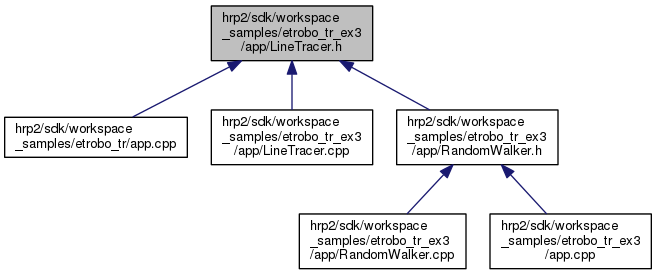 hrp2/sdk/workspace
_samples/etrobo_tr_ex3
/app/LineTracer.h
hrp2/sdk/workspace
_samples/etrobo_tr/app.cpp
hrp2/sdk/workspace
_samples/etrobo_tr_ex3
/app/LineTracer.cpp
hrp2/sdk/workspace
_samples/etrobo_tr_ex3
/app/RandomWalker.h
hrp2/sdk/workspace
_samples/etrobo_tr_ex3
/app/RandomWalker.cpp
hrp2/sdk/workspace
_samples/etrobo_tr_ex3
/app.cpp